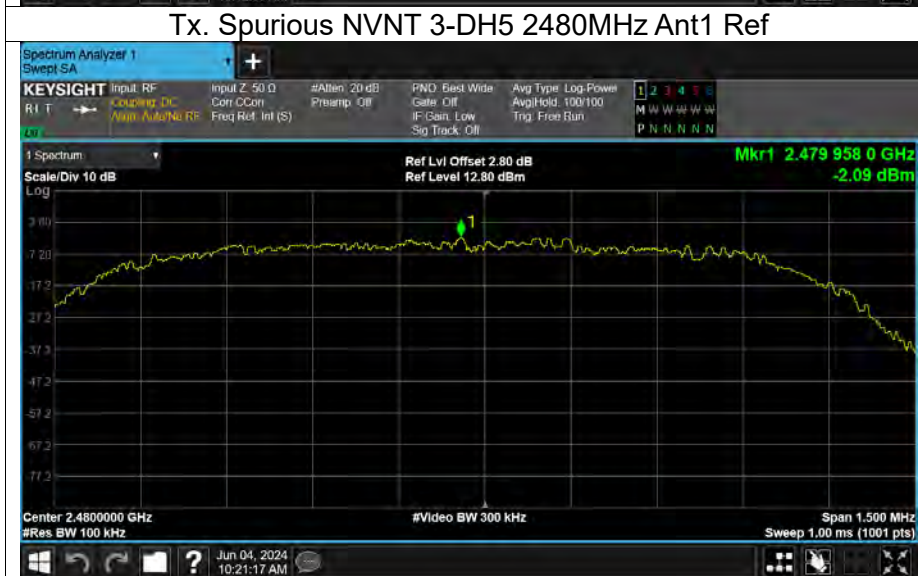 Tx. Spurious NVNT 3-DH5 2480MHz Ant1 Ref
Spectrum Analyzer 1
Swept SA
+
KEYSIGHT Input: RF Input Z: 50 Ω #Atten: 20 dB PNO: Best Wide Avg Type: Log-Power 1 2 3 4 5 6
R L T Coupling: DC Corr CCorr Preamp: Off Gate: Off Avg|Hold: 100/100 M W W W W W
Align: Auto/No RF Freq Ref: Int (S) IF Gain: Low Trig: Free Run
Sig Track: Off P N N N N N
1 Spectrum
Ref Lvl Offset 2.80 dB
Mkr1 2.479 958 0 GHz
Scale/Div 10 dB
Ref Level 12.80 dBm
-2.09 dBm
Log
1
2.80
-7.20
-17.2
-27.2
-37.2
-47.2
-57.2
-67.2
-77.2
Center 2.4800000 GHz
#Video BW 300 kHz
Span 1.500 MHz
#Res BW 100 kHz
Sweep 1.00 ms (1001 pts)
?
Jun 04, 2024
10:21:17 AM